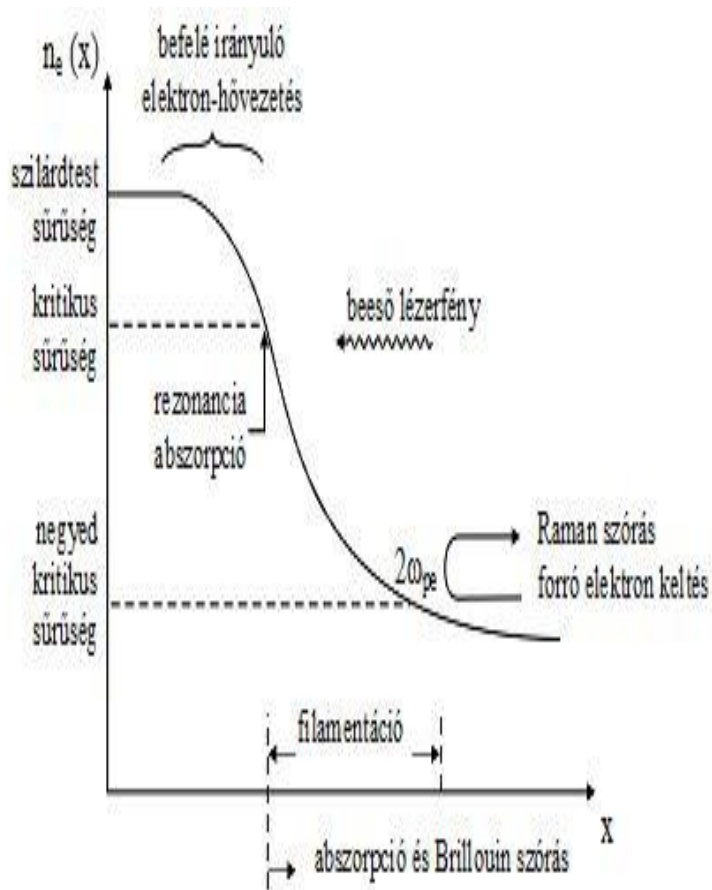 nₑ (x)
befelé irányuló
elektron-hővezetés
szilárdtest
sűrűség
kritikus
sűrűség
beeső lézerfény
rezonancia
abszorpció
negyed
kritikus
sűrűség
2ωpe
Raman szórás
forró elektron keltés
filamentáció
x
abszorpció és Brillouin szórás